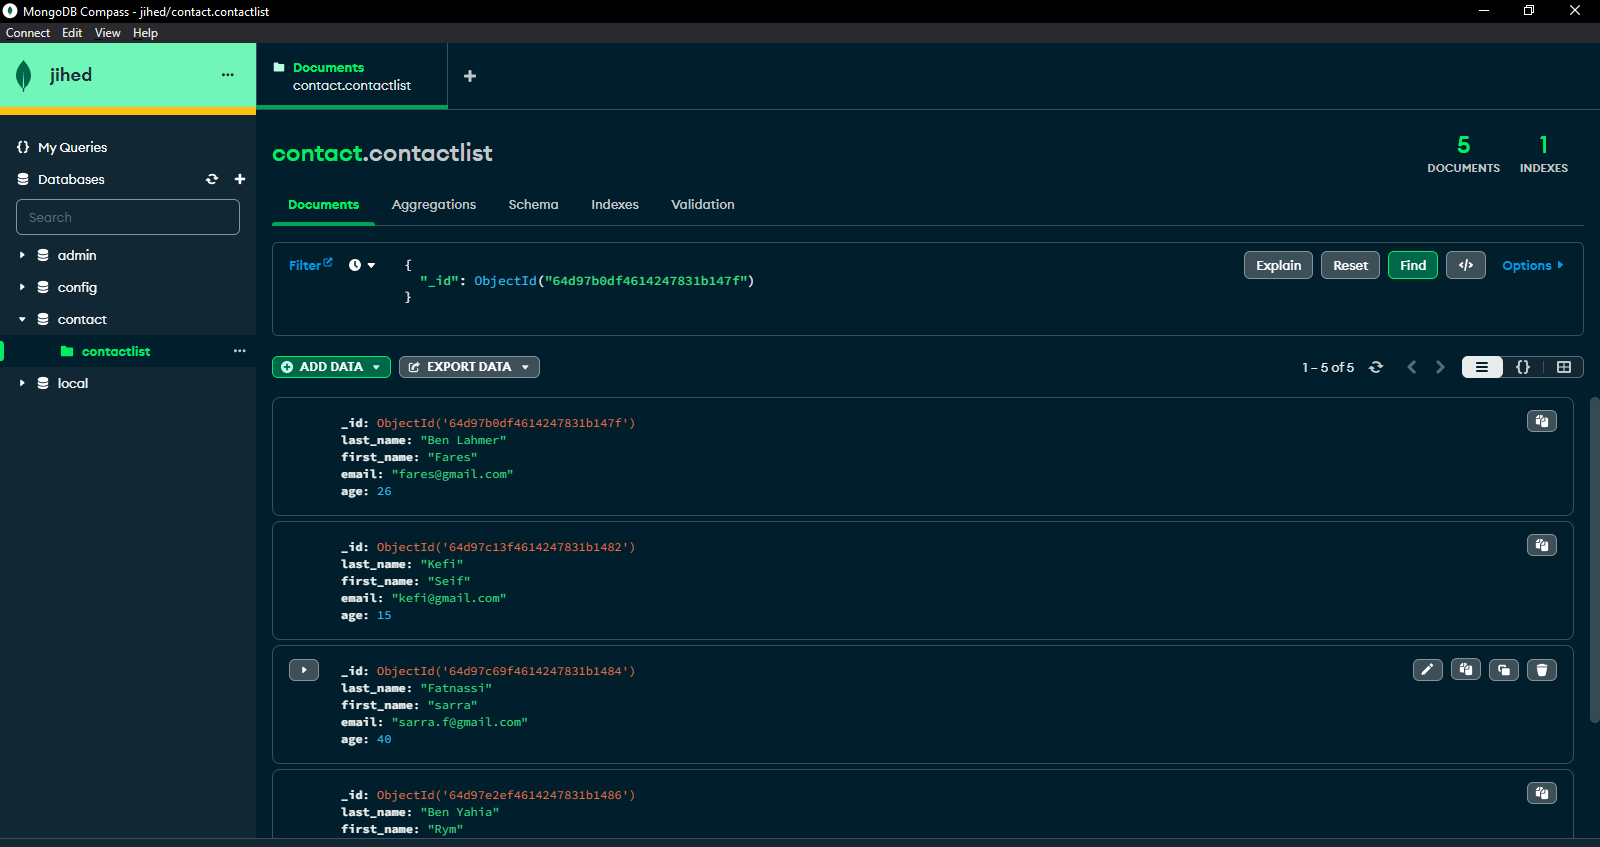 MongoDB Compass - jihed/contact.contactlist
Connect Edit View Help
jihed
Documents
contact.contactlist
My Queries
Databases
Search
admin
config
contact
contactlist
local
contact.contactlist
5
DOCUMENTS
1
INDEXES
Documents Aggregations Schema Indexes Validation
Filter
{
"_id": ObjectId("64d97b0df4614247831b147f")
}
Explain Reset Find </> Options
ADD DATA EXPORT DATA
1 – 5 of 5
{}
_id: ObjectId('64d97b0df4614247831b147f')
last_name: "Ben Lahmer"
first_name: "Fares"
email: "fares@gmail.com"
age: 26
_id: ObjectId('64d97c13f4614247831b1482')
last_name: "Kefi"
first_name: "Seif"
email: "kefi@gmail.com"
age: 15
_id: ObjectId('64d97c69f4614247831b1484')
last_name: "Fatnassi"
first_name: "sarra"
email: "sarra.f@gmail.com"
age: 40
_id: ObjectId('64d97e2ef4614247831b1486')
last_name: "Ben Yahia"
first_name: "Rym"